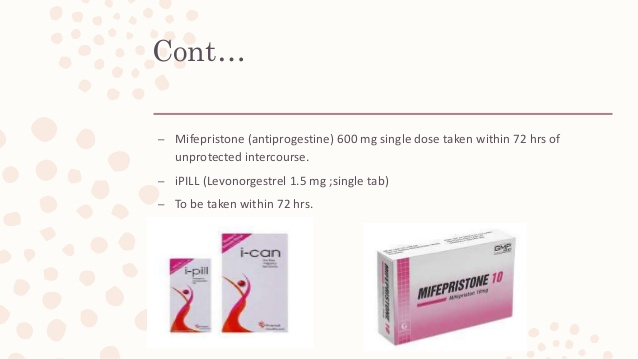 Cont...
– Mifepristone (antiprogestine) 600 mg single dose taken within 72 hrs of
unprotected intercourse.
– iPILL (Levonorgestrel 1.5 mg ;single tab)
– To be taken within 72 hrs.
i-pill
i-can
MIFEPRISTONE 10
Mifepriston 10mg